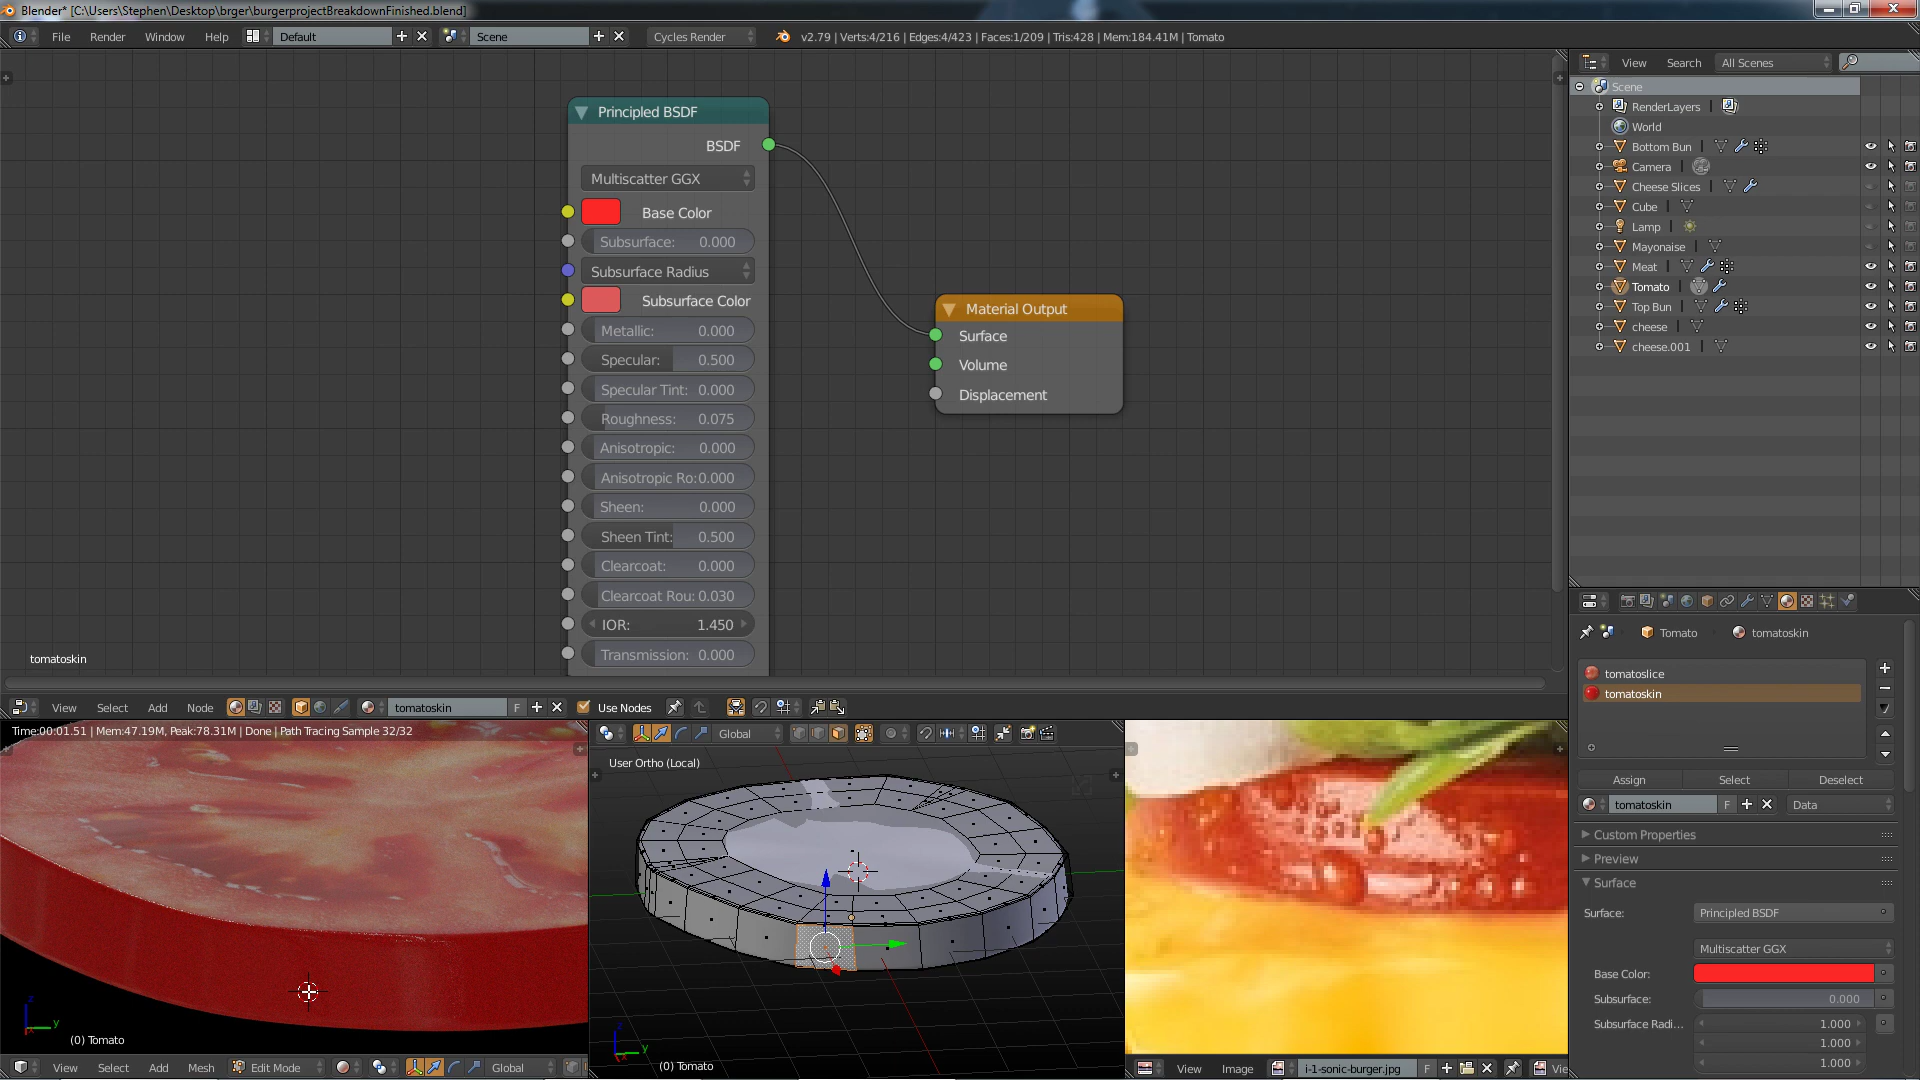 Blender* [C:\Users\Stephen\Desktop\brger\burgerprojectBreakdownFinished.blend]
File Render Window Help Default Scene Cycles Render v2.79 | Verts:4/216 | Edges:4/423 | Faces:1/209 | Tris:428 | Mem:184.41M | Tomato
View Search All Scenes
Scene
RenderLayers
World
Bottom Bun
Camera
Cheese Slices
Cube
Lamp
Mayonaise
Meat
Tomato
Top Bun
cheese
cheese.001
Principled BSDF
BSDF
Multiscatter GGX
Base Color
Subsurface: 0.000
Subsurface Radius
Subsurface Color
Metallic: 0.000
Specular: 0.500
Specular Tint: 0.000
Roughness: 0.075
Anisotropic: 0.000
Anisotropic Ro:0.000
Sheen: 0.000
Sheen Tint: 0.500
Clearcoat: 0.000
Clearcoat Rou: 0.030
IOR: 1.450
Transmission: 0.000
Material Output
Surface
Volume
Displacement
tomatoskin
View Select Add Node tomatoskin F Use Nodes
Time:00:01.51 | Mem:47.19M, Peak:78.31M | Done | Path Tracing Sample 32/32
z
y
(0) Tomato
View Select Add Mesh Edit Mode Global
Global
User Ortho (Local)
z
y
(0) Tomato
View Image i-1-sonic-burger.jpg F Vie
Tomato tomatoskin
tomatoslice
tomatoskin
Assign Select Deselect
tomatoskin F Data
Custom Properties
Preview
Surface
Surface: Principled BSDF
Multiscatter GGX
Base Color:
Subsurface: 0.000
Subsurface Radi... 1.000
1.000
1.000